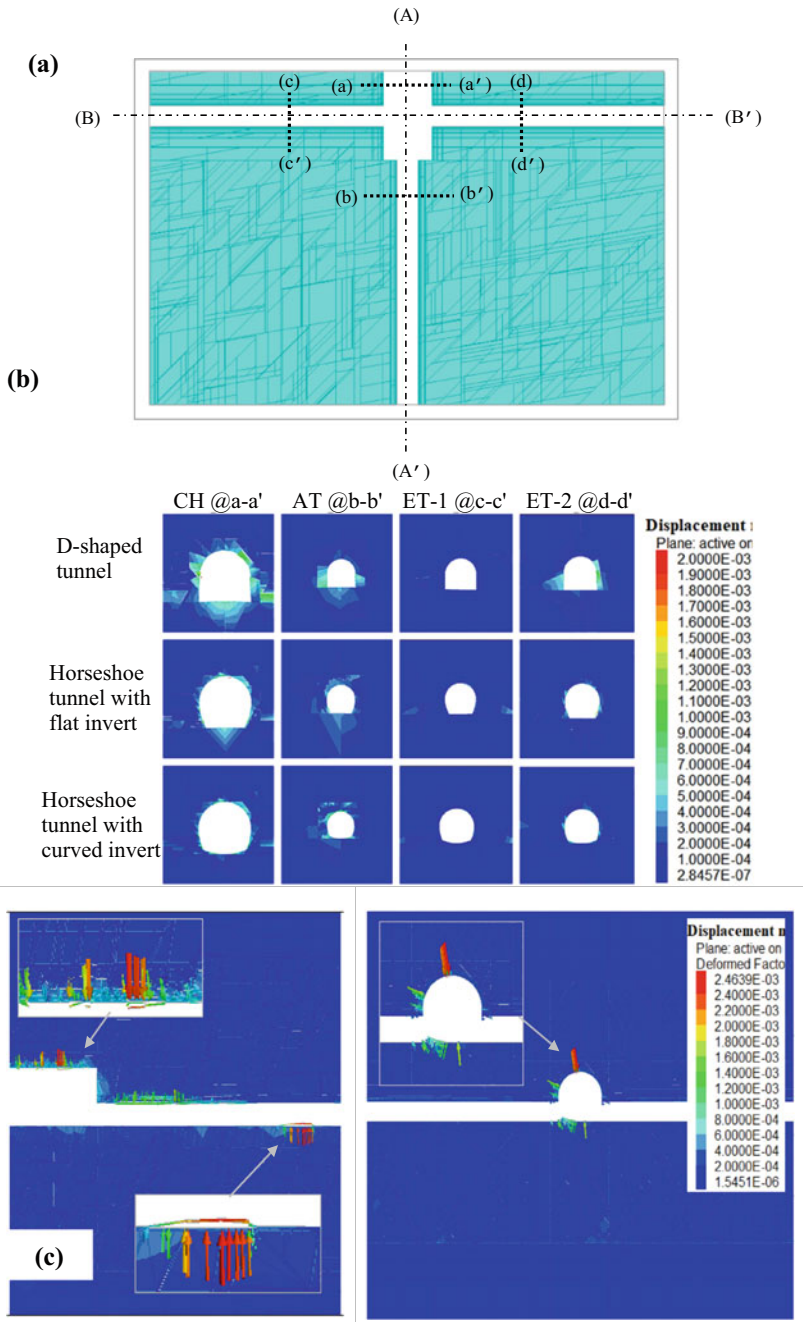 (A)
(a)
(c)
(a)
(a′)
(d)
(B)
(B′)
(c′)
(d′)
(b)
(b′)
(b)
(A′)
CH @a-a' AT @b-b' ET-1 @c-c' ET-2 @d-d'
D-shaped
tunnel
Horseshoe
tunnel with
flat invert
Horseshoe
tunnel with
curved invert
Displacement
Plane: active on
2.0000E-03
1.9000E-03
1.8000E-03
1.7000E-03
1.6000E-03
1.5000E-03
1.4000E-03
1.3000E-03
1.2000E-03
1.1000E-03
1.0000E-03
9.0000E-04
8.0000E-04
7.0000E-04
6.0000E-04
5.0000E-04
4.0000E-04
3.0000E-04
2.0000E-04
1.0000E-04
2.8457E-07
(c)
Displacement
Plane: active on
Deformed Facto
2.4639E-03
2.4000E-03
2.2000E-03
2.0000E-03
1.8000E-03
1.6000E-03
1.4000E-03
1.2000E-03
1.0000E-03
8.0000E-04
6.0000E-04
4.0000E-04
2.0000E-04
1.5451E-06